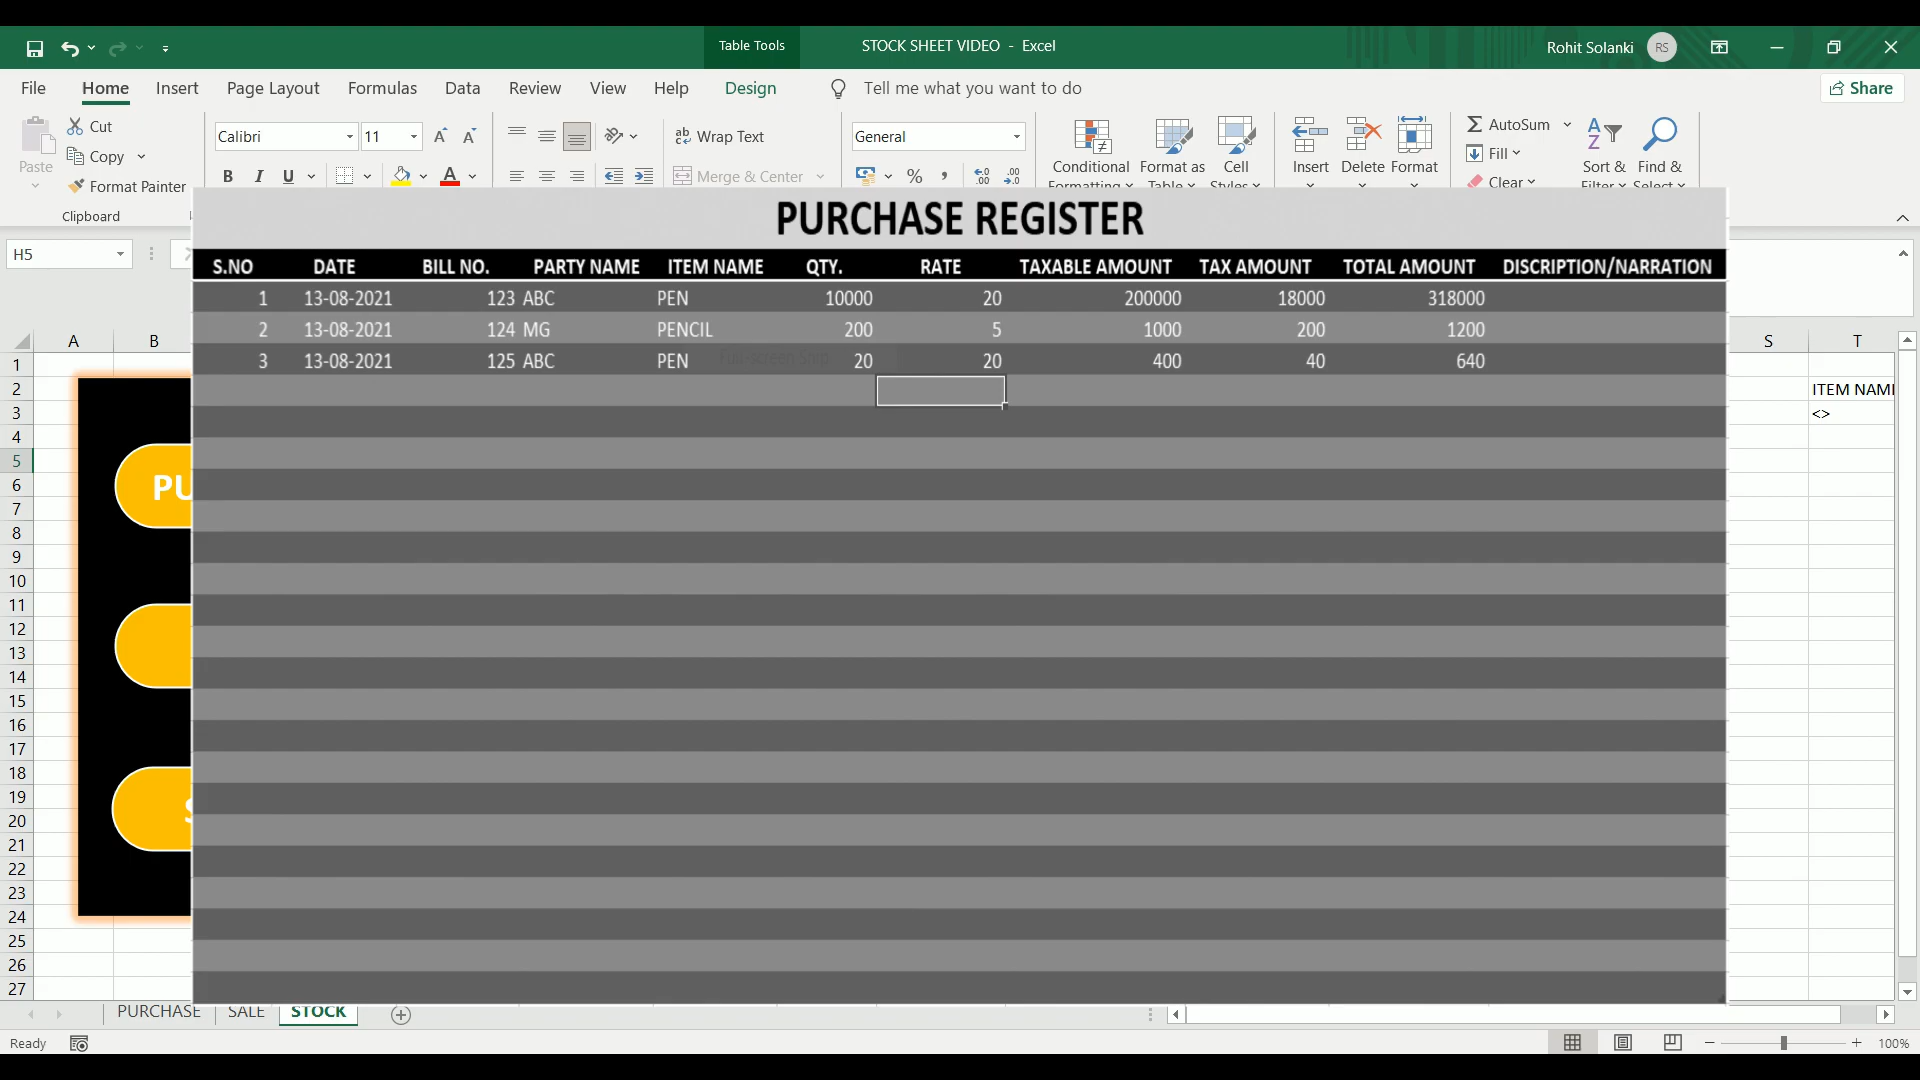 Table Tools
STOCK SHEET VIDEO - Excel
Rohit Solanki
RS
File Home Insert Page Layout Formulas Data Review View Help Design Tell me what you want to do Share
Paste
Cut
Copy
Format Painter
Clipboard
Calibri 11
B I U A
Wrap Text
Merge & Center
General
% ,
Conditional Formatting
Format as Table
Cell Styles
Insert Delete Format
AutoSum
Fill
Clear
Sort & Filter
Find & Select
H5
PURCHASE REGISTER
S.NO DATE BILL NO. PARTY NAME ITEM NAME QTY. RATE TAXABLE AMOUNT TAX AMOUNT TOTAL AMOUNT DISCRIPTION/NARRATION
1 13-08-2021 123 ABC PEN 10000 20 200000 18000 318000
2 13-08-2021 124 MG PENCIL 200 5 1000 200 1200
3 13-08-2021 125 ABC PEN 20 20 400 40 640
A B S T
1
2 ITEM NAME
3 <>
4
5
6 PU
7
8
9
10
11
12
13
14
15
16
17
18
19
20
21
22
23
24
25
26
27
PURCHASE SALE STOCK
Ready
100%